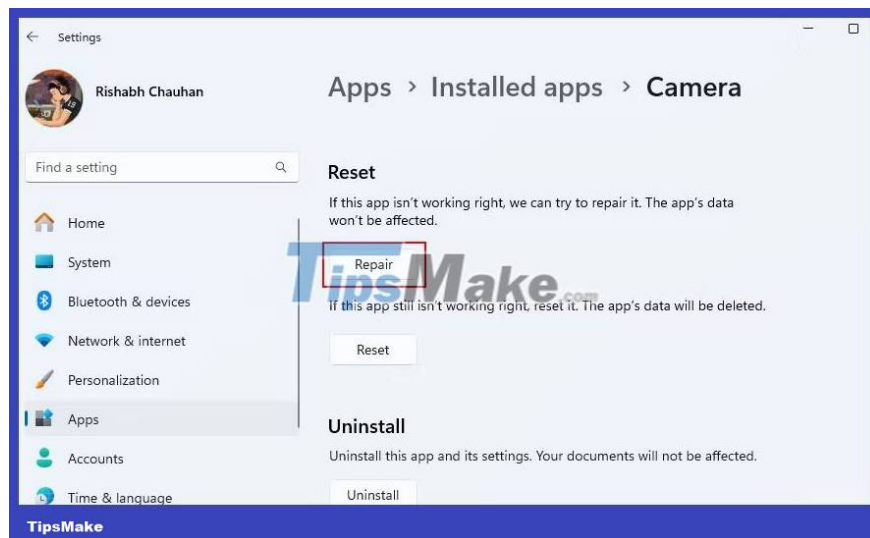 Settings
Rishabh Chauhan
Find a setting
Home
System
Bluetooth & devices
Network & internet
Personalization
Apps
Accounts
Time & language
Apps > Installed apps > Camera
Reset
If this app isn't working right, we can try to repair it. The app's data
won't be affected.
Repair
TipsMake.com
If this app still isn't working right, reset it. The app's data will be deleted.
Reset
Uninstall
Uninstall this app and its settings. Your documents will not be affected.
Uninstall
TipsMake